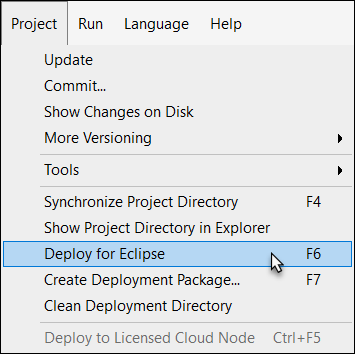 Project Run Language Help
Update
Commit...
Show Changes on Disk
More Versioning
Tools
Synchronize Project Directory F4
Show Project Directory in Explorer
Deploy for Eclipse F6
Create Deployment Package... F7
Clean Deployment Directory
Deploy to Licensed Cloud Node Ctrl+F5